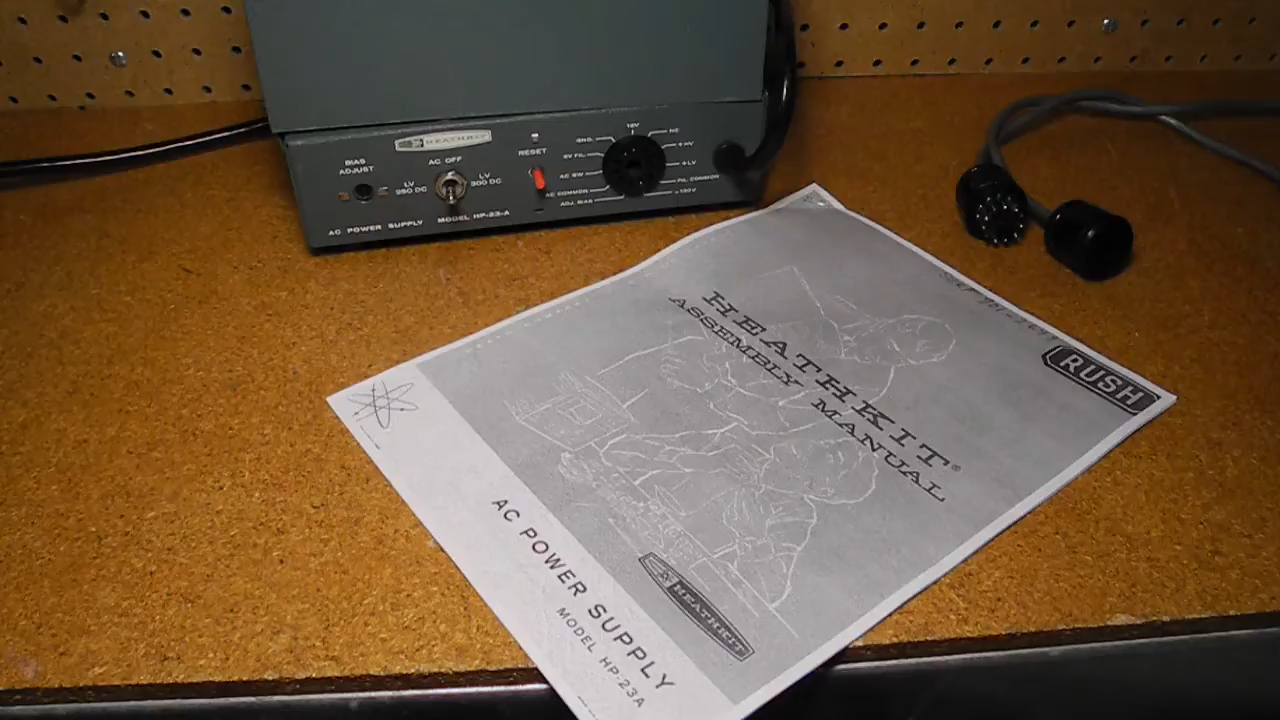 HEATHKIT
BIAS
ADJUST
AC OFF
LV
250 DC
LV
300 DC
RESET
AC POWER SUPPLY
MODEL HP-23-A
12V
GND.
NC
6V FIL.
+ HV
AC SW
+ LV
AC COMMON
FIL. COMMON
ADJ. BIAS
- 130V
HEATHKIT®
ASSEMBLY MANUAL
RUSH
HEATHKIT
AC POWER SUPPLY
MODEL HP-23A